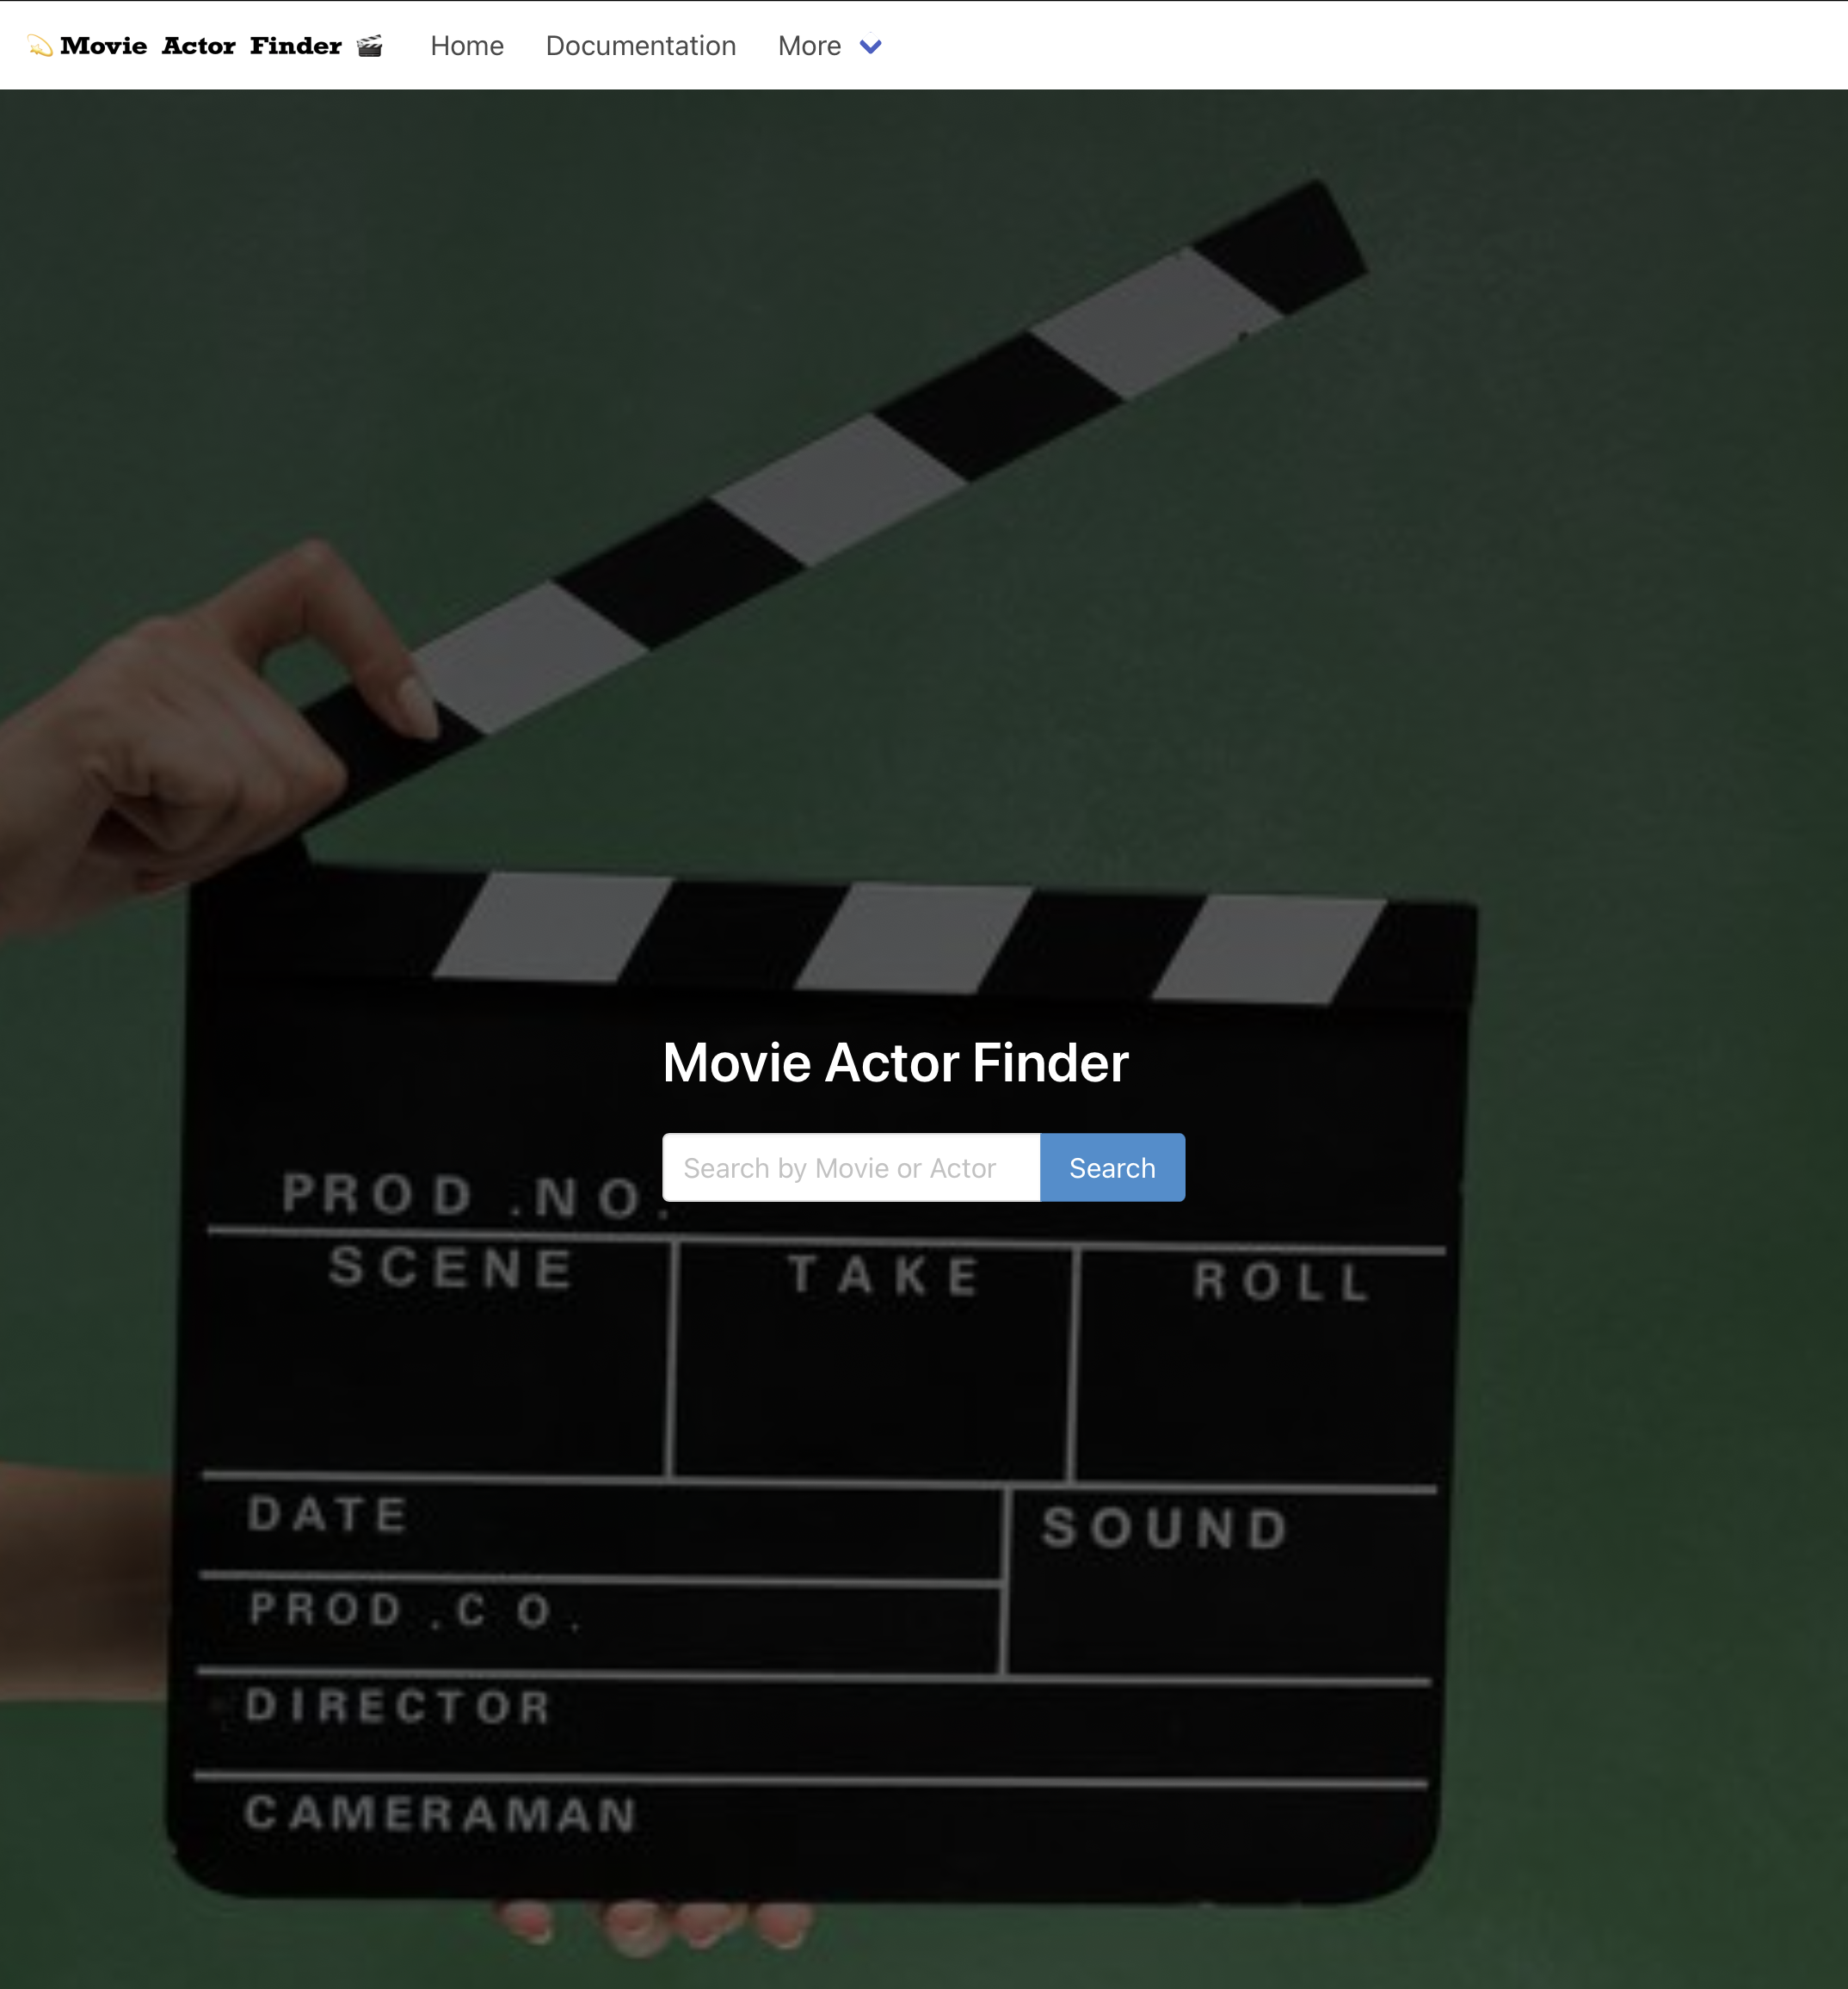 Movie Actor Finder Home Documentation More
Movie Actor Finder
Search by Movie or Actor Search
PROD .NO.
SCENE TAKE ROLL
DATE SOUND
PROD .CO.
DIRECTOR
CAMERAMAN